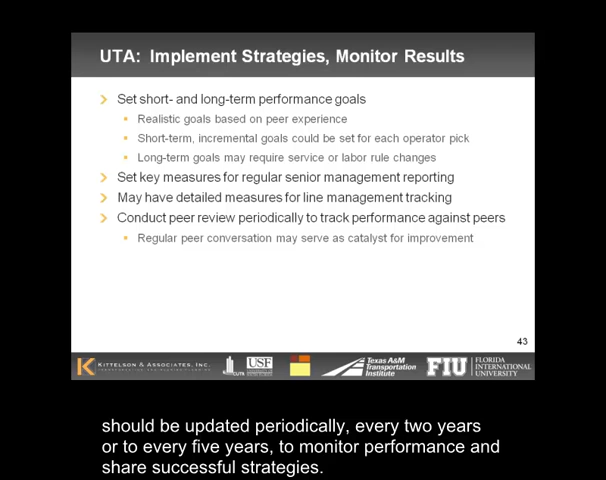 UTA: Implement Strategies, Monitor Results
Set short- and long-term performance goals
Realistic goals based on peer experience
Short-term, incremental goals could be set for each operator pick
Long-term goals may require service or labor rule changes
Set key measures for regular senior management reporting
May have detailed measures for line management tracking
Conduct peer review periodically to track performance against peers
Regular peer conversation may serve as catalyst for improvement
43
KITTELSON & ASSOCIATES, INC.
CUTR
USF
Texas A&M
Transportation
Institute
FIU
FLORIDA
INTERNATIONAL
UNIVERSITY
should be updated periodically, every two years
or to every five years, to monitor performance and
share successful strategies.